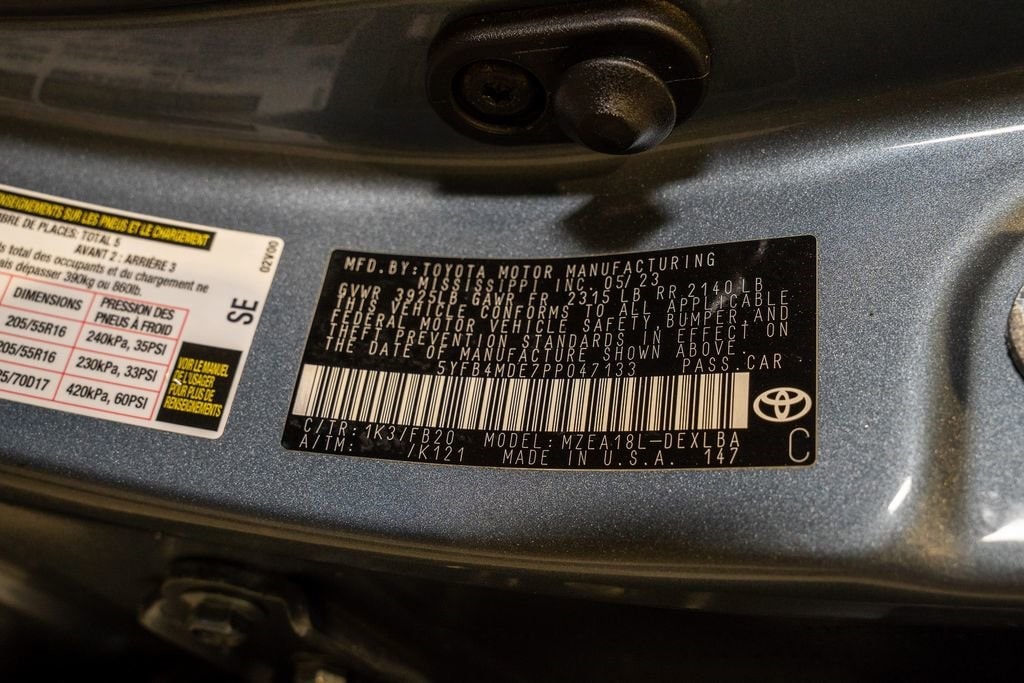 RENSEIGNEMENTS SUR LES PNEUS ET LE CHARGEMENT
DE PLACES: TOTAL 5
AVANT 2 : ARRIÈRE 3
total des occupants et du chargement ne
dépasser 390kg ou 860lb.
02V00
SE
DIMENSIONS PRESSION DES PNEUS À FROID
205/55R16 240kPa, 35PSI
205/55R16 230kPa, 33PSI
/70D17 420kPa, 60PSI
VOIR LE MANUEL
DE L'USAGER
POUR PLUS DE
RENSEIGNEMENTS
MFD. BY: TOYOTA MOTOR MANUFACTURING
MISSISSIPPI INC. 05/23
GVWR 3925LB GAWR FR. 2315 LB RR 2140 LB
THIS VEHICLE CONFORMS TO ALL APPLICABLE
FEDERAL MOTOR VEHICLE SAFETY BUMPER AND
THEFT PREVENTION STANDARDS IN EFFECT ON
THE DATE OF MANUFACTURE SHOWN ABOVE.
5YFB4MDE7PP047133 PASS. CAR
C/TR: 1K3/FB20 MODEL: MZEA18L-DEXLBA
A/TM: /K121 MADE IN U.S.A. 147
C